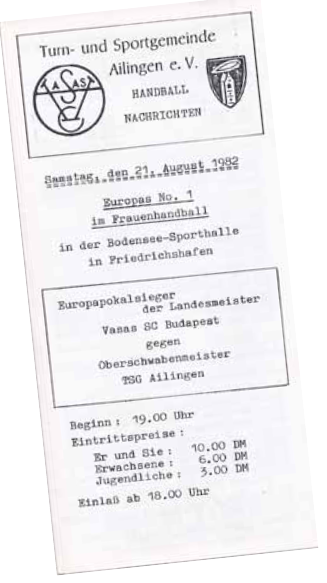 Turn- und Sportgemeinde
Ailingen e. V.
VASAS SC
HANDBALL
NACHRICHTEN
Samstag, den 21. August 1982
Europas No. 1
im Frauenhandball
in der Bodensee-Sporthalle
in Friedrichshafen
Europapokalsieger
der Landesmeister
Vasas SC Budapest
gegen
Oberschwabenmeister
TSG Ailingen
Beginn : 19.00 Uhr
Eintrittspreise :
Er und Sie : 10.00 DM
Erwachsene : 6.00 DM
Jugendliche : 3.00 DM
Einlaß ab 18.00 Uhr